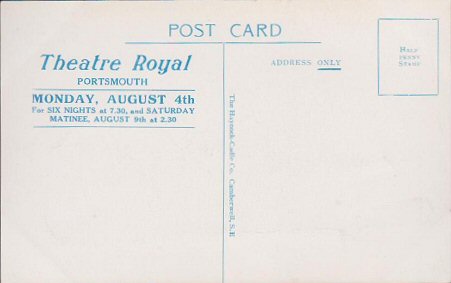 POST CARD
Theatre Royal
PORTSMOUTH
MONDAY, AUGUST 4th
For SIX NIGHTS at 7.30, and SATURDAY
MATINEE, AUGUST 9th at 2.30
ADDRESS ONLY
HALF
PENNY
STAMP
The Haycock-Cadle Co., Camberwell, S.E